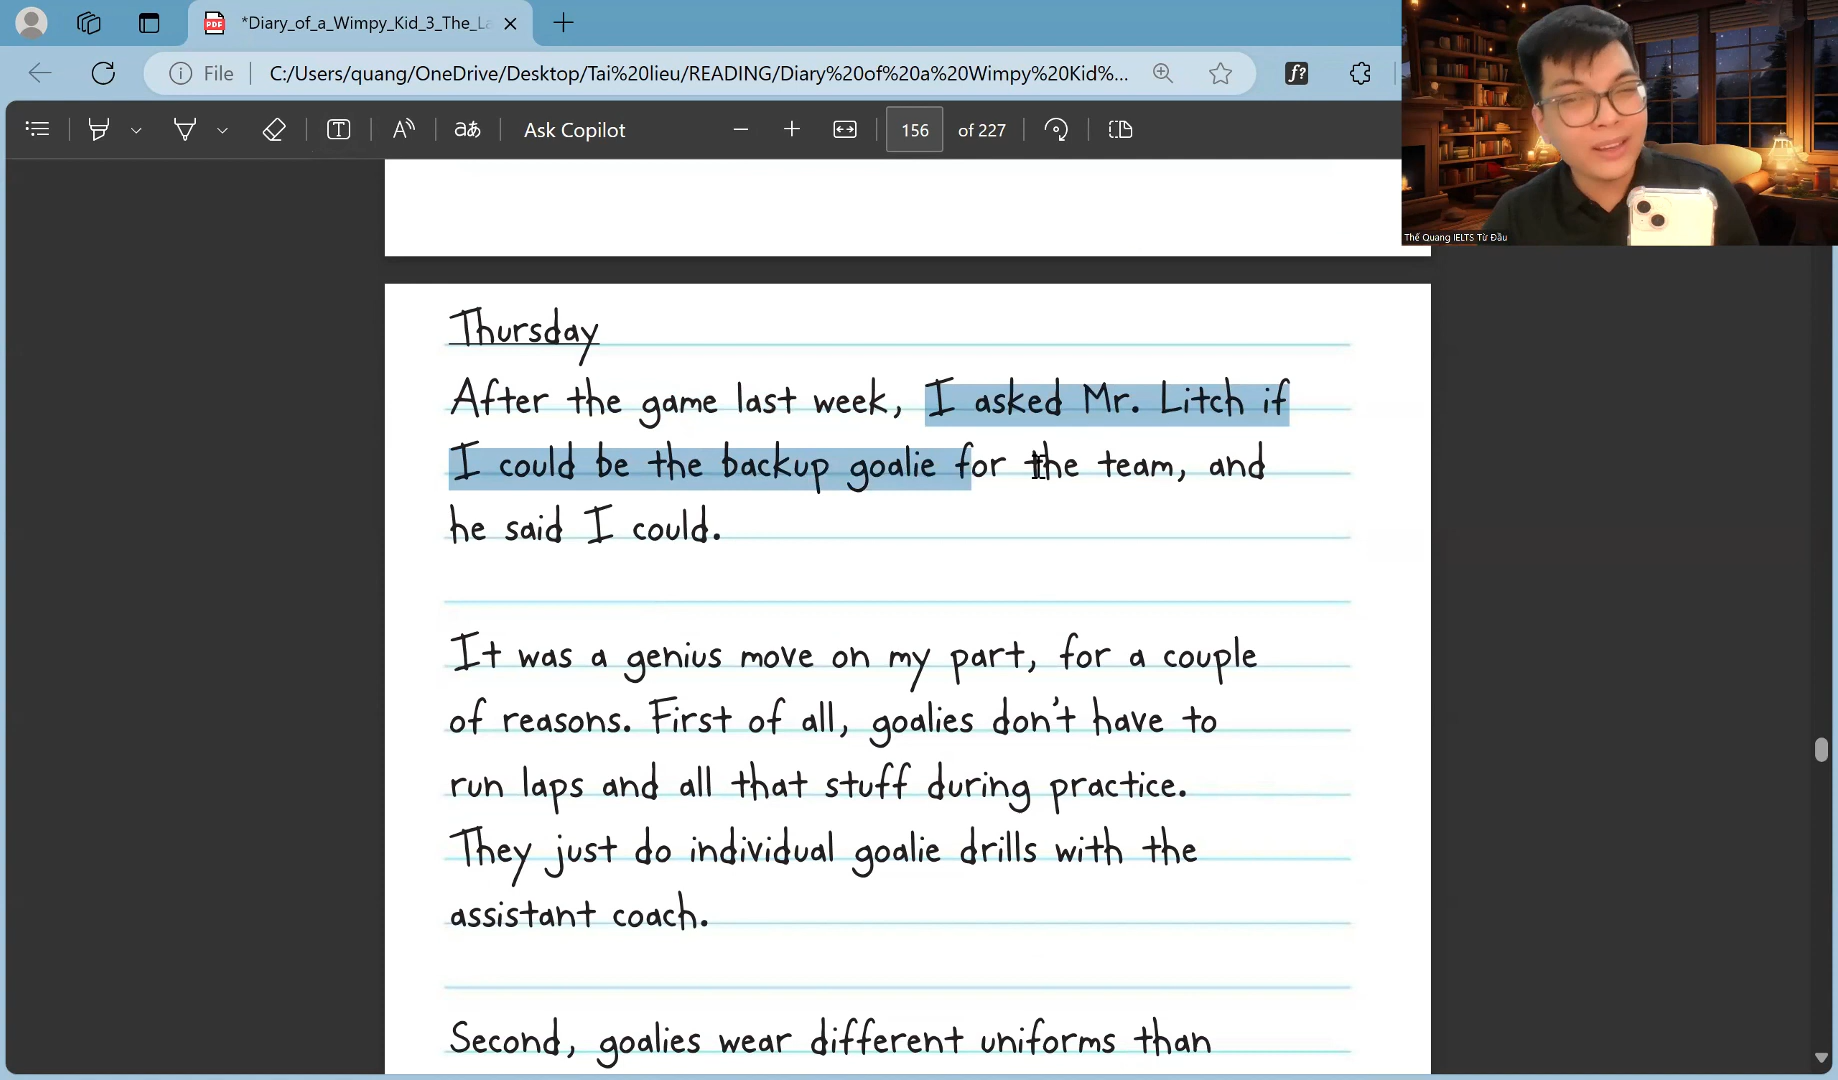 *Diary_of_a_Wimpy_Kid_3_The_La
File
C:/Users/quang/OneDrive/Desktop/Tai%20lieu/READING/Diary%20of%20a%20Wimpy%20Kid%...
Ask Copilot
156 of 227
Thế Quang IELTS Từ Đầu
Thursday
After the game last week, I asked Mr. Litch if
I could be the backup goalie for the team, and
he said I could.
It was a genius move on my part, for a couple
of reasons. First of all, goalies don't have to
run laps and all that stuff during practice.
They just do individual goalie drills with the
assistant coach.
Second, goalies wear different uniforms than